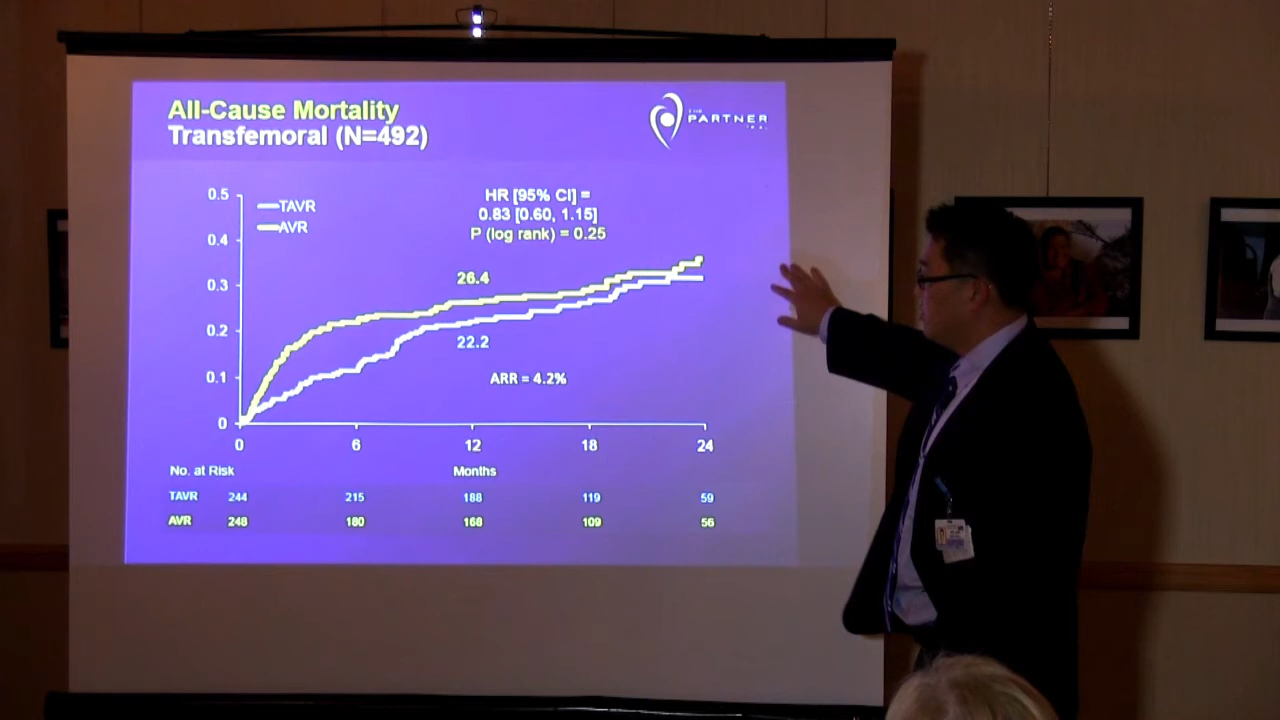 All-Cause Mortality
Transfemoral (N=492)
THE
PARTNER
0.5
0.4
0.3
0.2
0.1
0
TAVR
AVR
HR [95% CI] =
0.83 [0.60, 1.15]
P (log rank) = 0.25
26.4
22.2
ARR = 4.2%
0 6 12 18 24
No. at Risk Months
TAVR 244 215 188 119 59
AVR 248 180 168 109 56